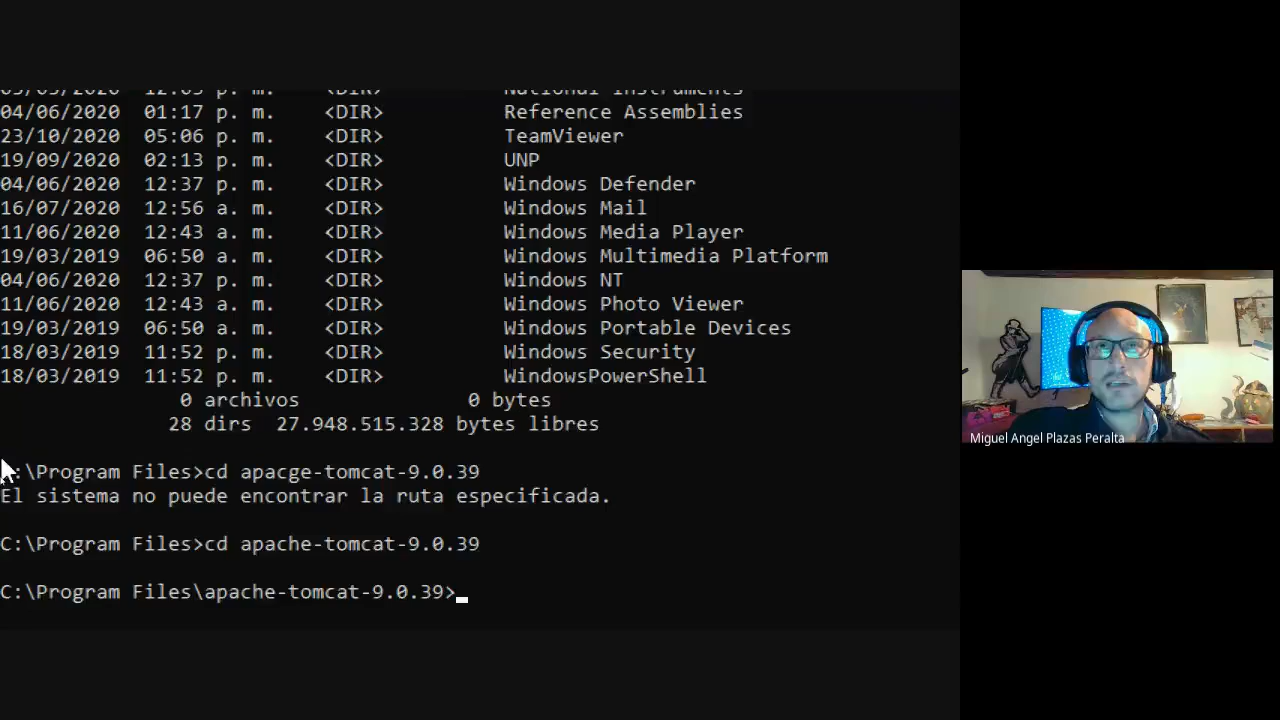 04/06/2020  01:17 p. m.    <DIR>          Reference Assemblies
23/10/2020  05:06 p. m.    <DIR>          TeamViewer
19/09/2020  02:13 p. m.    <DIR>          UNP
04/06/2020  12:37 p. m.    <DIR>          Windows Defender
16/07/2020  12:56 a. m.    <DIR>          Windows Mail
11/06/2020  12:43 a. m.    <DIR>          Windows Media Player
19/03/2019  06:50 a. m.    <DIR>          Windows Multimedia Platform
04/06/2020  12:37 p. m.    <DIR>          Windows NT
11/06/2020  12:43 a. m.    <DIR>          Windows Photo Viewer
19/03/2019  06:50 a. m.    <DIR>          Windows Portable Devices
18/03/2019  11:52 p. m.    <DIR>          Windows Security
18/03/2019  11:52 p. m.    <DIR>          WindowsPowerShell
0 archivos              0 bytes
28 dirs  27.948.515.328 bytes libres
:\Program Files>cd apacge-tomcat-9.0.39
El sistema no puede encontrar la ruta especificada.
C:\Program Files>cd apache-tomcat-9.0.39
C:\Program Files\apache-tomcat-9.0.39>
Miguel Angel Plazas Peralta